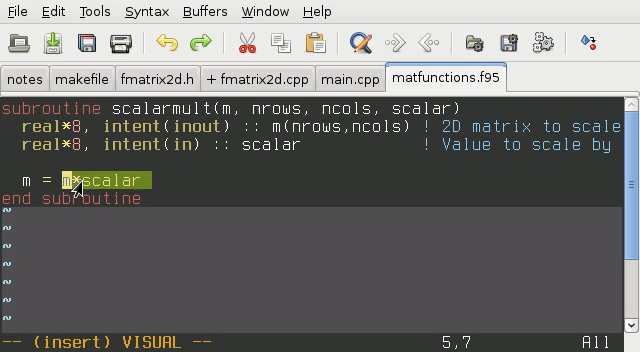 File Edit Tools Syntax Buffers Window Help
notes makefile fmatrix2d.h + fmatrix2d.cpp main.cpp matfunctions.f95
subroutine scalarmult(m, nrows, ncols, scalar)
real*8, intent(inout) :: m(nrows,ncols) ! 2D matrix to scale
real*8, intent(in) :: scalar ! Value to scale by
m = m*scalar
end subroutine
~
~
~
~
~
~
~
-- (insert) VISUAL -- 5,7 All